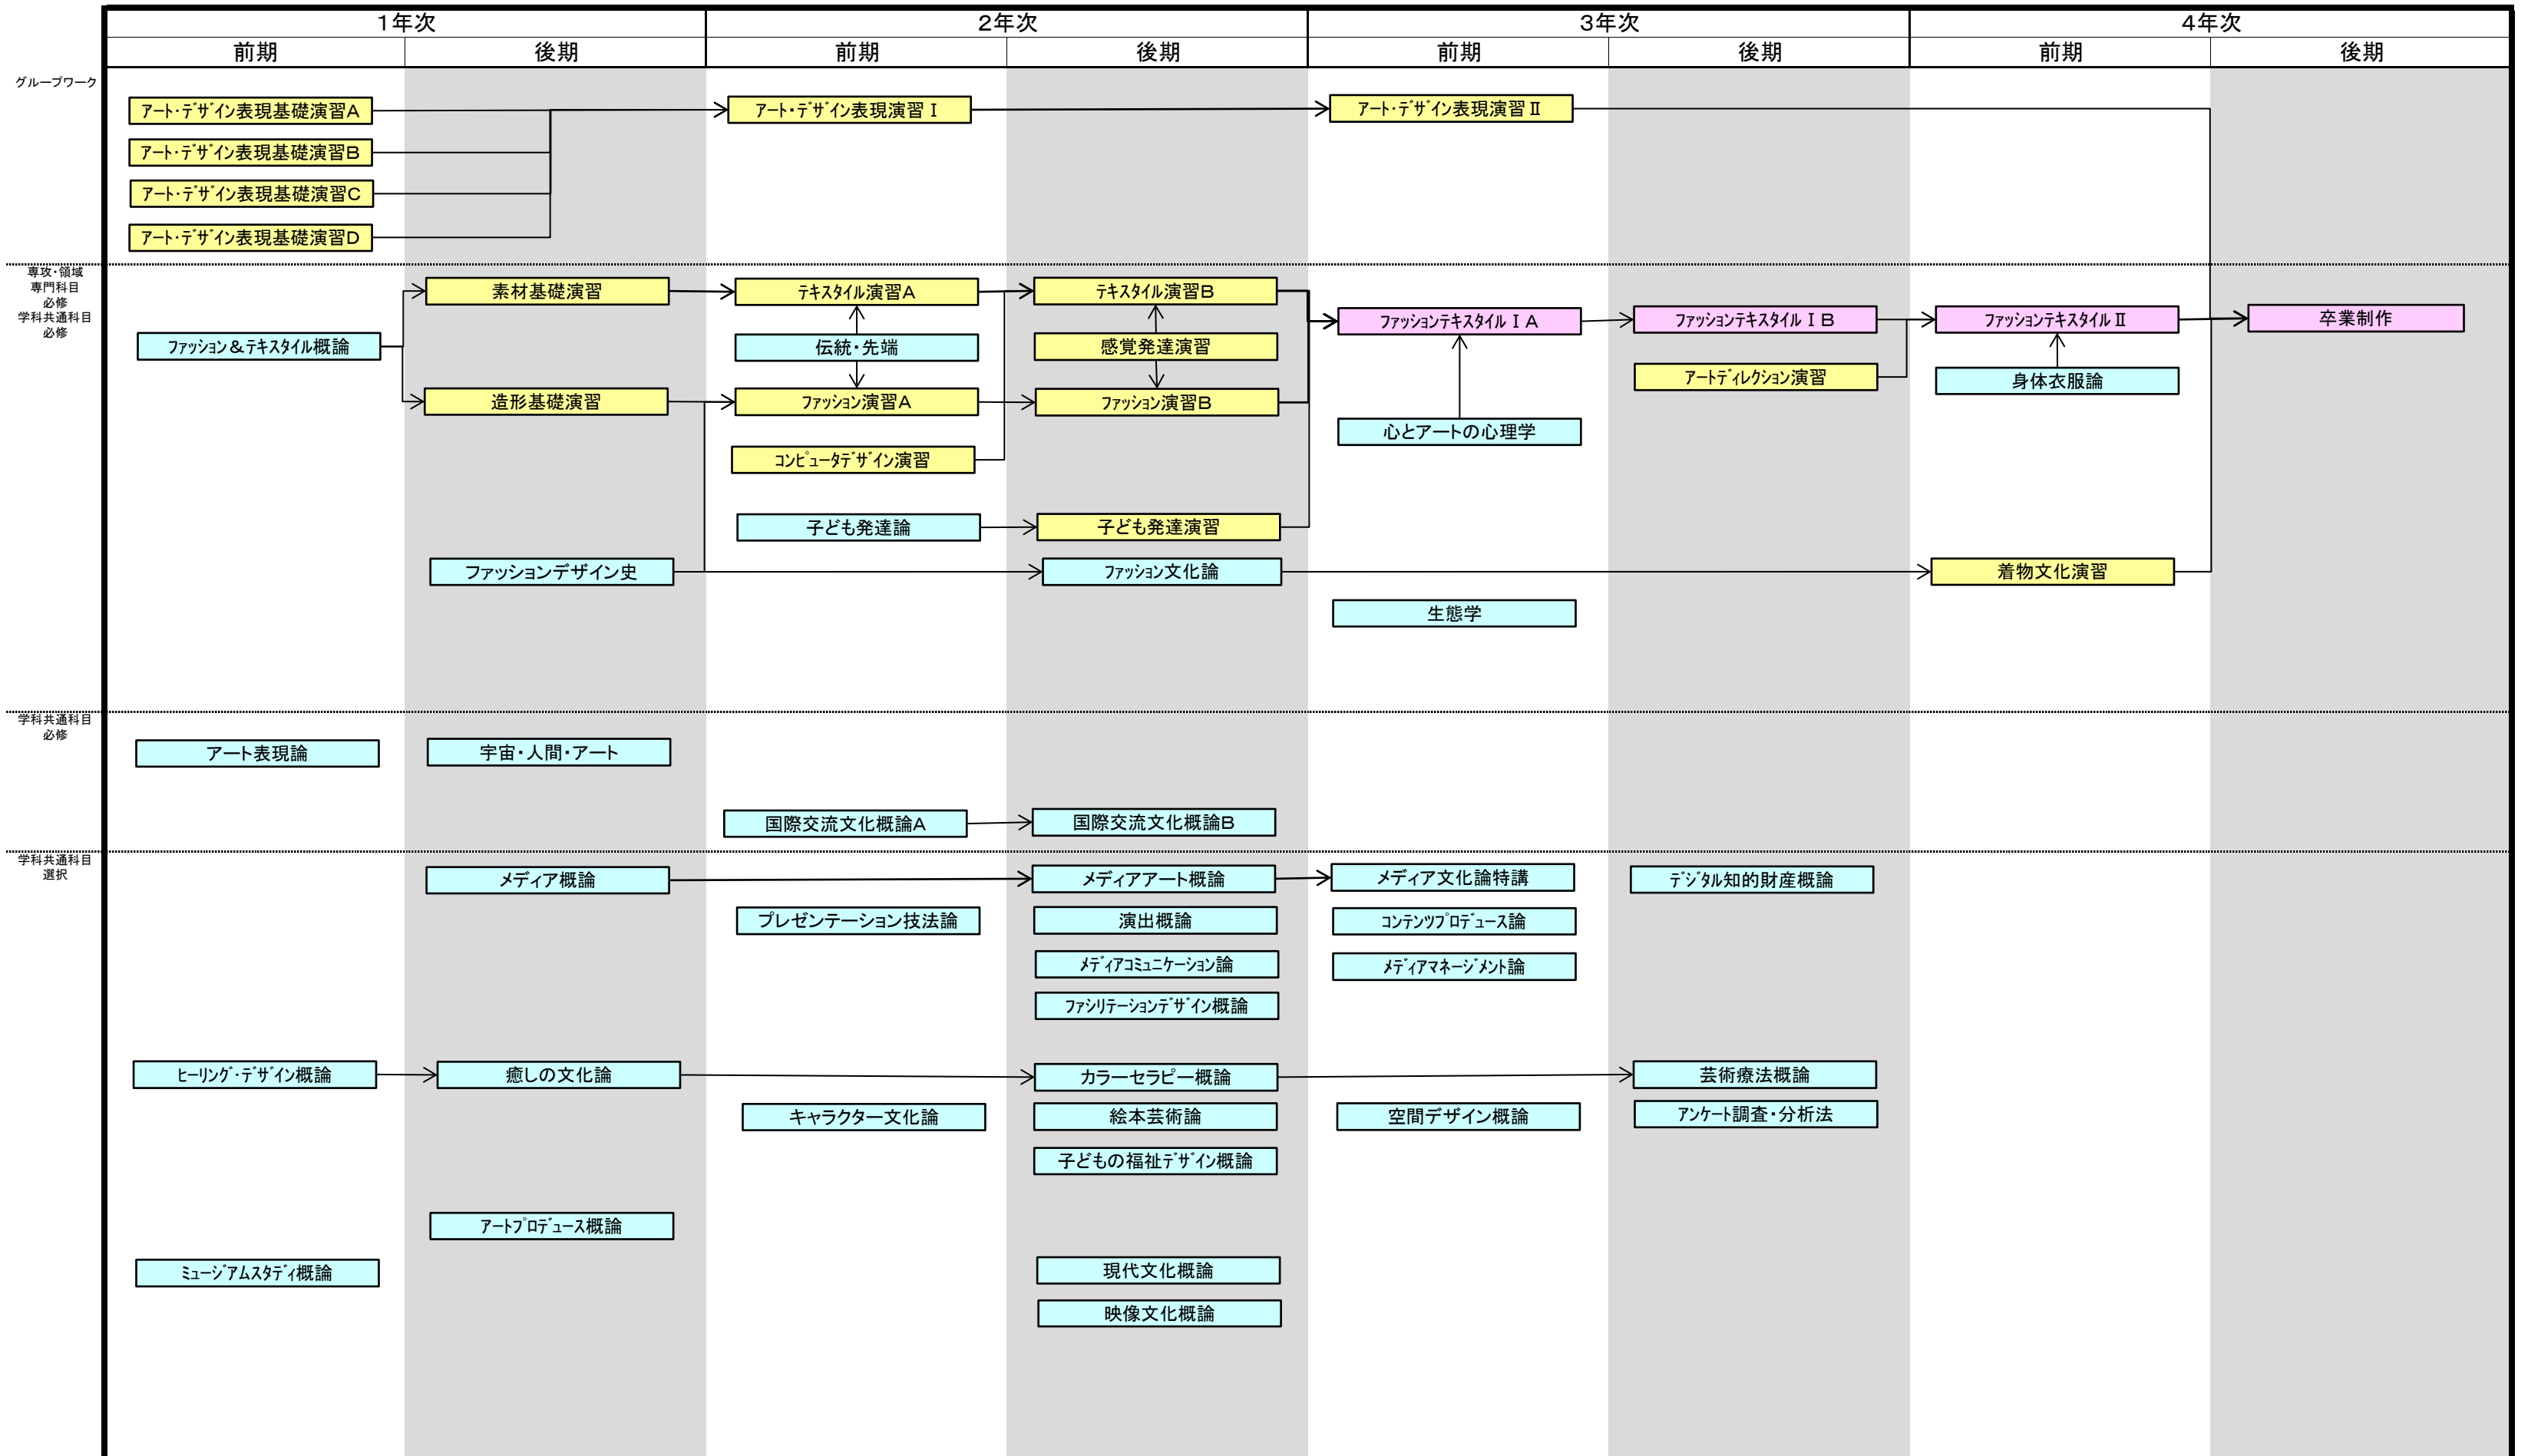 1年次 2年次 3年次 4年次
前期 後期 前期 後期 前期 後期 前期 後期
グループワーク
アート・デザイン表現基礎演習A アート・デザイン表現演習Ⅰ アート・デザイン表現演習Ⅱ
アート・デザイン表現基礎演習B
アート・デザイン表現基礎演習C
アート・デザイン表現基礎演習D
専攻・領域
専門科目
必修
学科共通科目
必修
素材基礎演習 テキスタイル演習A テキスタイル演習B
ファッションテキスタイルⅠA ファッションテキスタイルⅠB ファッションテキスタイルⅡ 卒業制作
ファッション&テキスタイル概論 伝統・先端 感覚発達演習
アートディレクション演習 身体衣服論
造形基礎演習 ファッション演習A ファッション演習B
心とアートの心理学
コンピュータデザイン演習
子ども発達論 子ども発達演習
ファッションデザイン史 ファッション文化論 着物文化演習
生態学
学科共通科目
必修
アート表現論 宇宙・人間・アート
国際交流文化概論A 国際交流文化概論B
学科共通科目
選択
メディア概論 メディアアート概論 メディア文化論特講 デジタル知的財産概論
プレゼンテーション技法論 演出概論 コンテンツプロデュース論
メディアコミュニケーション論 メディアマネージメント論
ファシリテーションデザイン概論
ヒーリング・デザイン概論 癒しの文化論 カラーセラピー概論 芸術療法概論
キャラクター文化論 絵本芸術論 空間デザイン概論 アンケート調査・分析法
子どもの福祉デザイン概論
アートプロデュース概論
ミュージアムスタディ概論 現代文化概論
映像文化概論